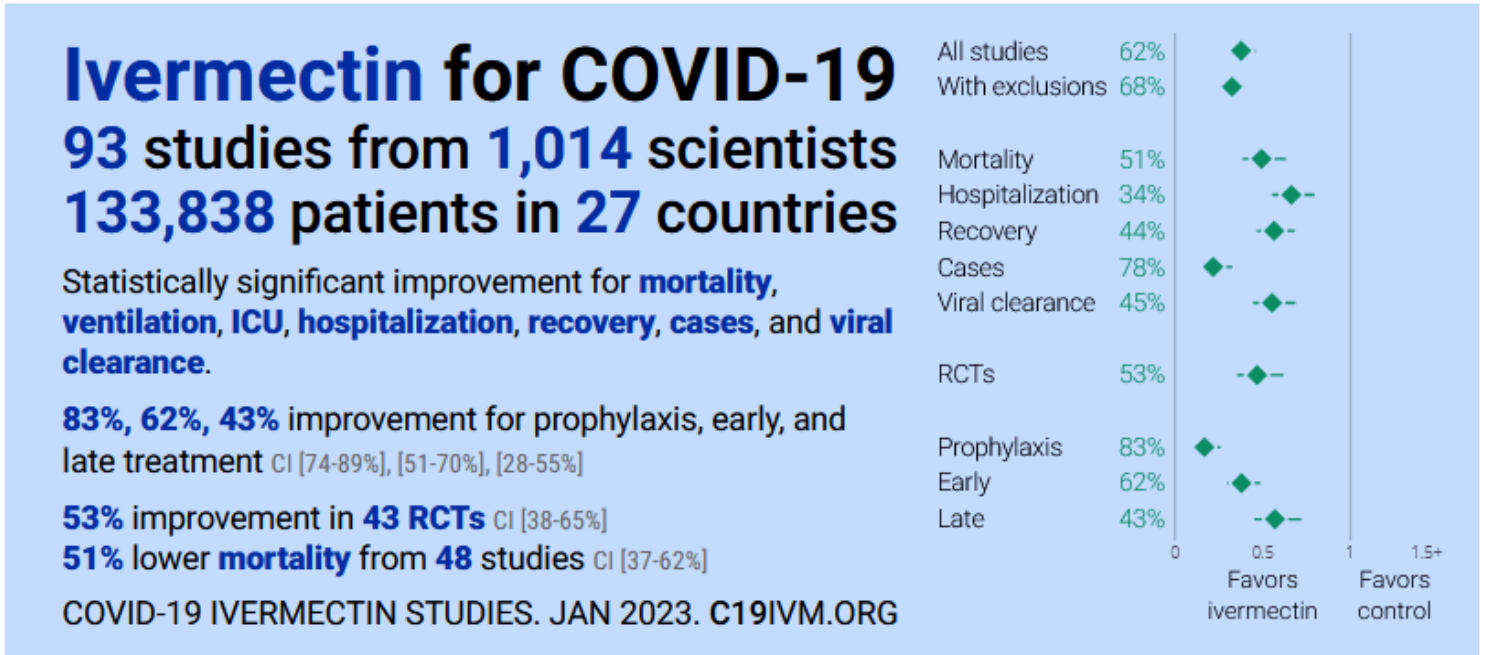 Ivermectin for COVID-19
93 studies from 1,014 scientists
133,838 patients in 27 countries
Statistically significant improvement for mortality,
ventilation, ICU, hospitalization, recovery, cases, and viral
clearance.
83%, 62%, 43% improvement for prophylaxis, early, and
late treatment CI [74-89%], [51-70%], [28-55%]
53% improvement in 43 RCTs CI [38-65%]
51% lower mortality from 48 studies CI [37-62%]
COVID-19 IVERMECTIN STUDIES. JAN 2023. C19IVM.ORG
All studies 62%
With exclusions 68%
Mortality 51%
Hospitalization 34%
Recovery 44%
Cases 78%
Viral clearance 45%
RCTs 53%
Prophylaxis 83%
Early 62%
Late 43%
0 0.5 1 1.5+
Favors Favors
ivermectin control